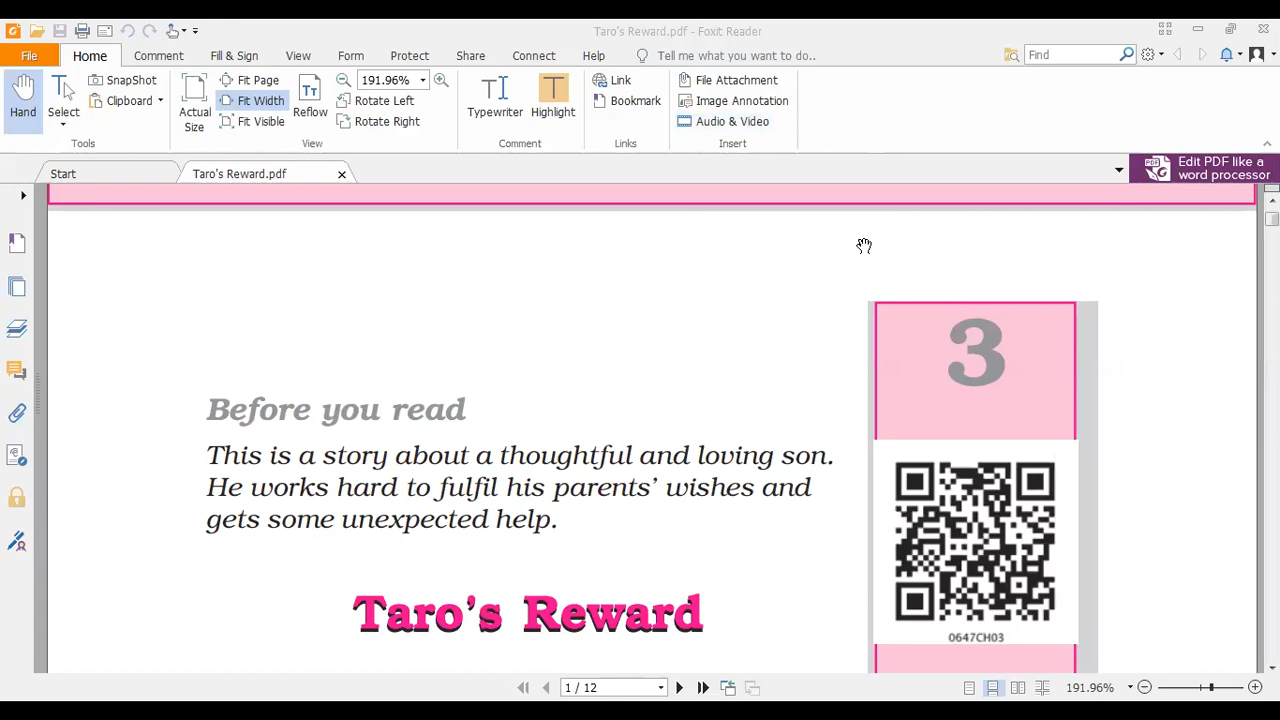 Taro's Reward.pdf - Foxit Reader
File Home Comment Fill & Sign View Form Protect Share Connect Help Tell me what you want to do.. Find
Hand
Select
SnapShot
Clipboard
Tools
Actual Size
Fit Page
Fit Width
Fit Visible
Reflow
191.96%
Rotate Left
Rotate Right
View
Typewriter
Highlight
Comment
Link
Bookmark
Links
File Attachment
Image Annotation
Audio & Video
Insert
Start
Taro's Reward.pdf
Edit PDF like a
word processor
3
Before you read
This is a story about a thoughtful and loving son.
He works hard to fulfil his parents' wishes and
gets some unexpected help.
Taro's Reward
0647CH03
1 / 12
191.96%